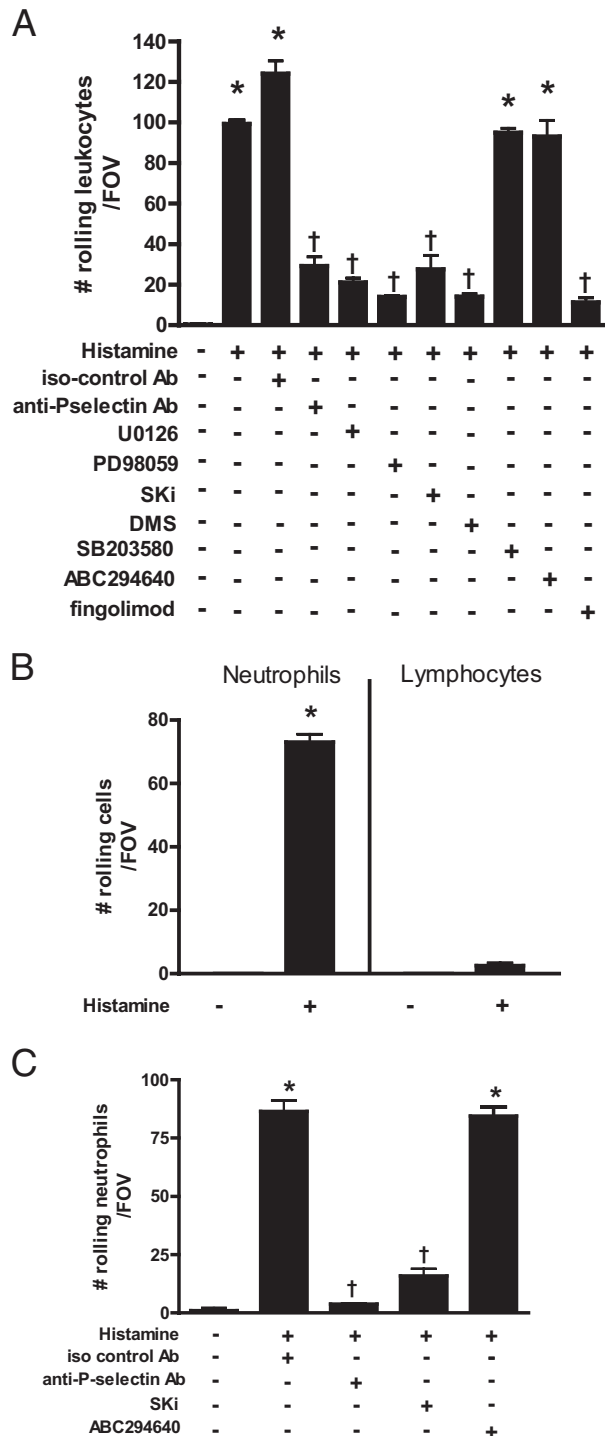 A
# rolling leukocytes
/FOV
140
120
100
80
60
40
20
0
* * † † † † † * * †
Histamine - + + + + + + + + + +
iso-control Ab - - + - - - - - - - -
anti-Pselectin Ab - - - + - - - - - - -
U0126 - - - - + - - - - - -
PD98059 - - - - - + - - - - -
SKi - - - - - - + - - - -
DMS - - - - - - - + - - -
SB203580 - - - - - - - - + - -
ABC294640 - - - - - - - - - + -
fingolimod - - - - - - - - - - +
B
Neutrophils Lymphocytes
# rolling cells
/FOV
80
60
40
20
0
*
Histamine - + - +
C
# rolling neutrophils
/FOV
100
75
50
25
0
* † † *
Histamine - + + + +
iso control Ab - + - - -
anti-P-selectin Ab - - + - -
SKi - - - + -
ABC294640 - - - - +